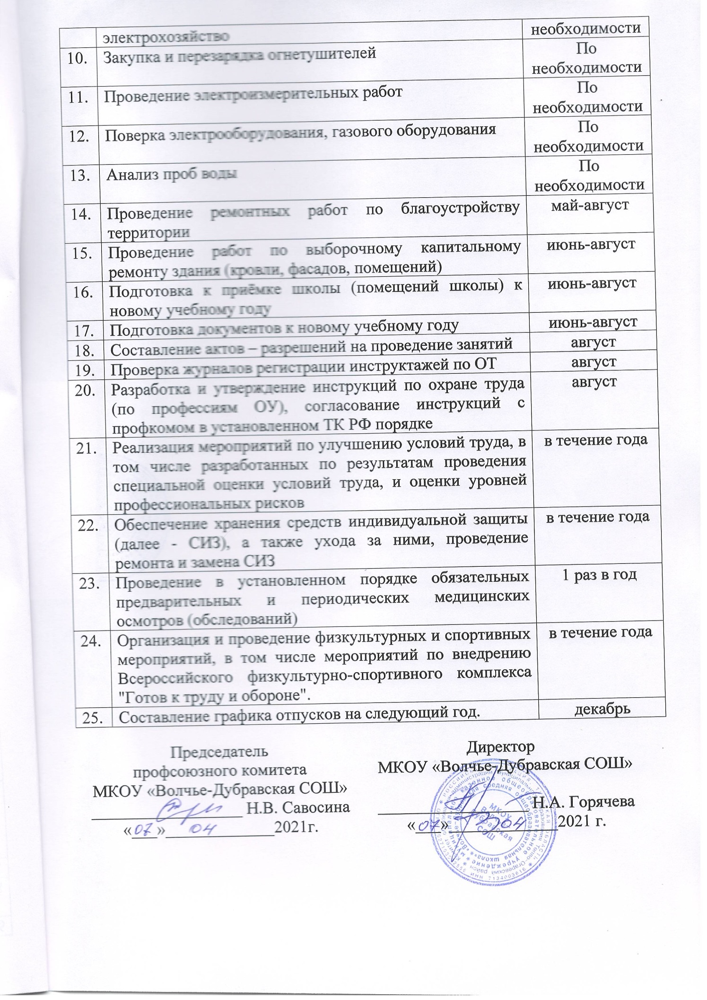 электрохозяйство необходимости
10. Закупка и перезарядка огнетушителей По
необходимости
11. Проведение электроизмерительных работ По
необходимости
12. Поверка электрооборудования, газового оборудования По
необходимости
13. Анализ проб воды По
необходимости
14. Проведение ремонтных работ по благоустройству май-август
территории
15. Проведение работ по выборочному капитальному июнь-август
ремонту здания (кровли, фасадов, помещений)
16. Подготовка к приёмке школы (помещений школы) к июнь-август
новому учебному году
17. Подготовка документов к новому учебному году июнь-август
18. Составление актов – разрешений на проведение занятий август
19. Проверка журналов регистрации инструктажей по ОТ август
20. Разработка и утверждение инструкций по охране труда август
(по профессиям ОУ), согласование инструкций с
профкомом в установленном ТК РФ порядке
21. Реализация мероприятий по улучшению условий труда, в в течение года
том числе разработанных по результатам проведения
специальной оценки условий труда, и оценки уровней
профессиональных рисков
22. Обеспечение хранения средств индивидуальной защиты в течение года
(далее - СИЗ), а также ухода за ними, проведение
ремонта и замена СИЗ
23. Проведение в установленном порядке обязательных 1 раз в год
предварительных и периодических медицинских
осмотров (обследований)
24. Организация и проведение физкультурных и спортивных в течение года
мероприятий, в том числе мероприятий по внедрению
Всероссийского физкультурно-спортивного комплекса
"Готов к труду и обороне".
25. Составление графика отпусков на следующий год. декабрь
Председатель
профсоюзного комитета
МКОУ «Волчье-Дубравская СОШ»
Н.В. Савосина
«07» 04 2021г.
Директор
МКОУ «Волчье-Дубравская СОШ»
Н.А. Горячева
«07» 04 2021 г.
МКОУ
Волчье-
Дубравская
СОШ